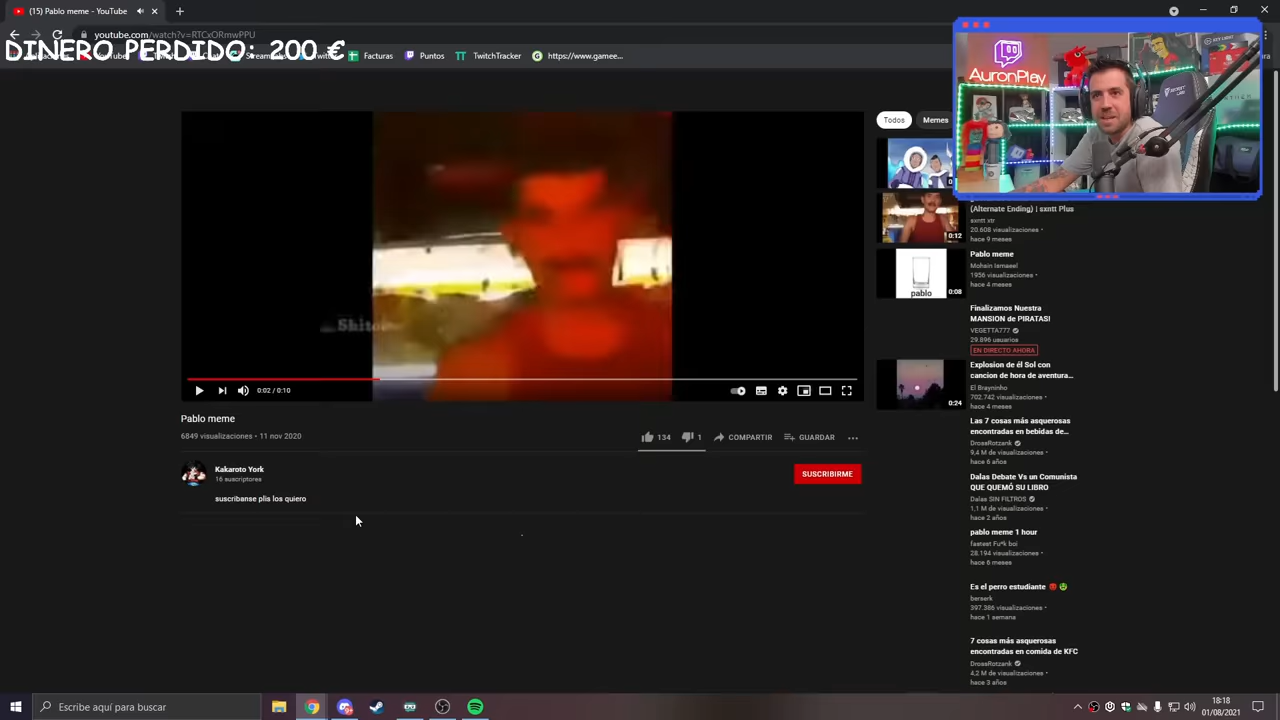 (15) Pablo meme - YouTube
youtube.com/watch?v=RTCxORmwPPU
DINERO PERDIDO: 200 €
Facturas
Puntos
TwitchTracker
https://www.gamee...
AuronPlay
Todos
Memes
(Alternate Ending) | sxntt Plus
sxntt xtr
20.608 visualizaciones •
hace 9 meses
0:12
Pablo meme
Mohsin Ismaeel
1956 visualizaciones •
hace 4 meses
pablo
0:08
Finalizamos Nuestra
MANSION de PIRATAS!
VEGETTA777
29.896 usuarios
EN DIRECTO AHORA
Explosion de él Sol con
cancion de hora de aventura...
El Brayninho
702.742 visualizaciones •
hace 4 meses
0:24
Las 7 cosas más asquerosas
encontradas en bebidas de...
DrossRotzank
9,4 M de visualizaciones •
hace 6 años
Dalas Debate Vs un Comunista
QUE QUEMÓ SU LIBRO
Dalas SIN FILTROS
1,1 M de visualizaciones •
hace 2 años
pablo meme 1 hour
fastest Fu*k boi
28.194 visualizaciones •
hace 6 meses
Es el perro estudiante
berserk
397.386 visualizaciones •
hace 1 semana
7 cosas más asquerosas
encontradas en comida de KFC
DrossRotzank
4,2 M de visualizaciones •
hace 3 años
0:02 / 0:10
Pablo meme
6849 visualizaciones • 11 nov 2020
134
1
COMPARTIR
GUARDAR
Kakaroto York
16 suscriptores
SUSCRIBIRME
suscribanse plis los quiero
Escribe aquí para buscar
18:18
01/08/2021